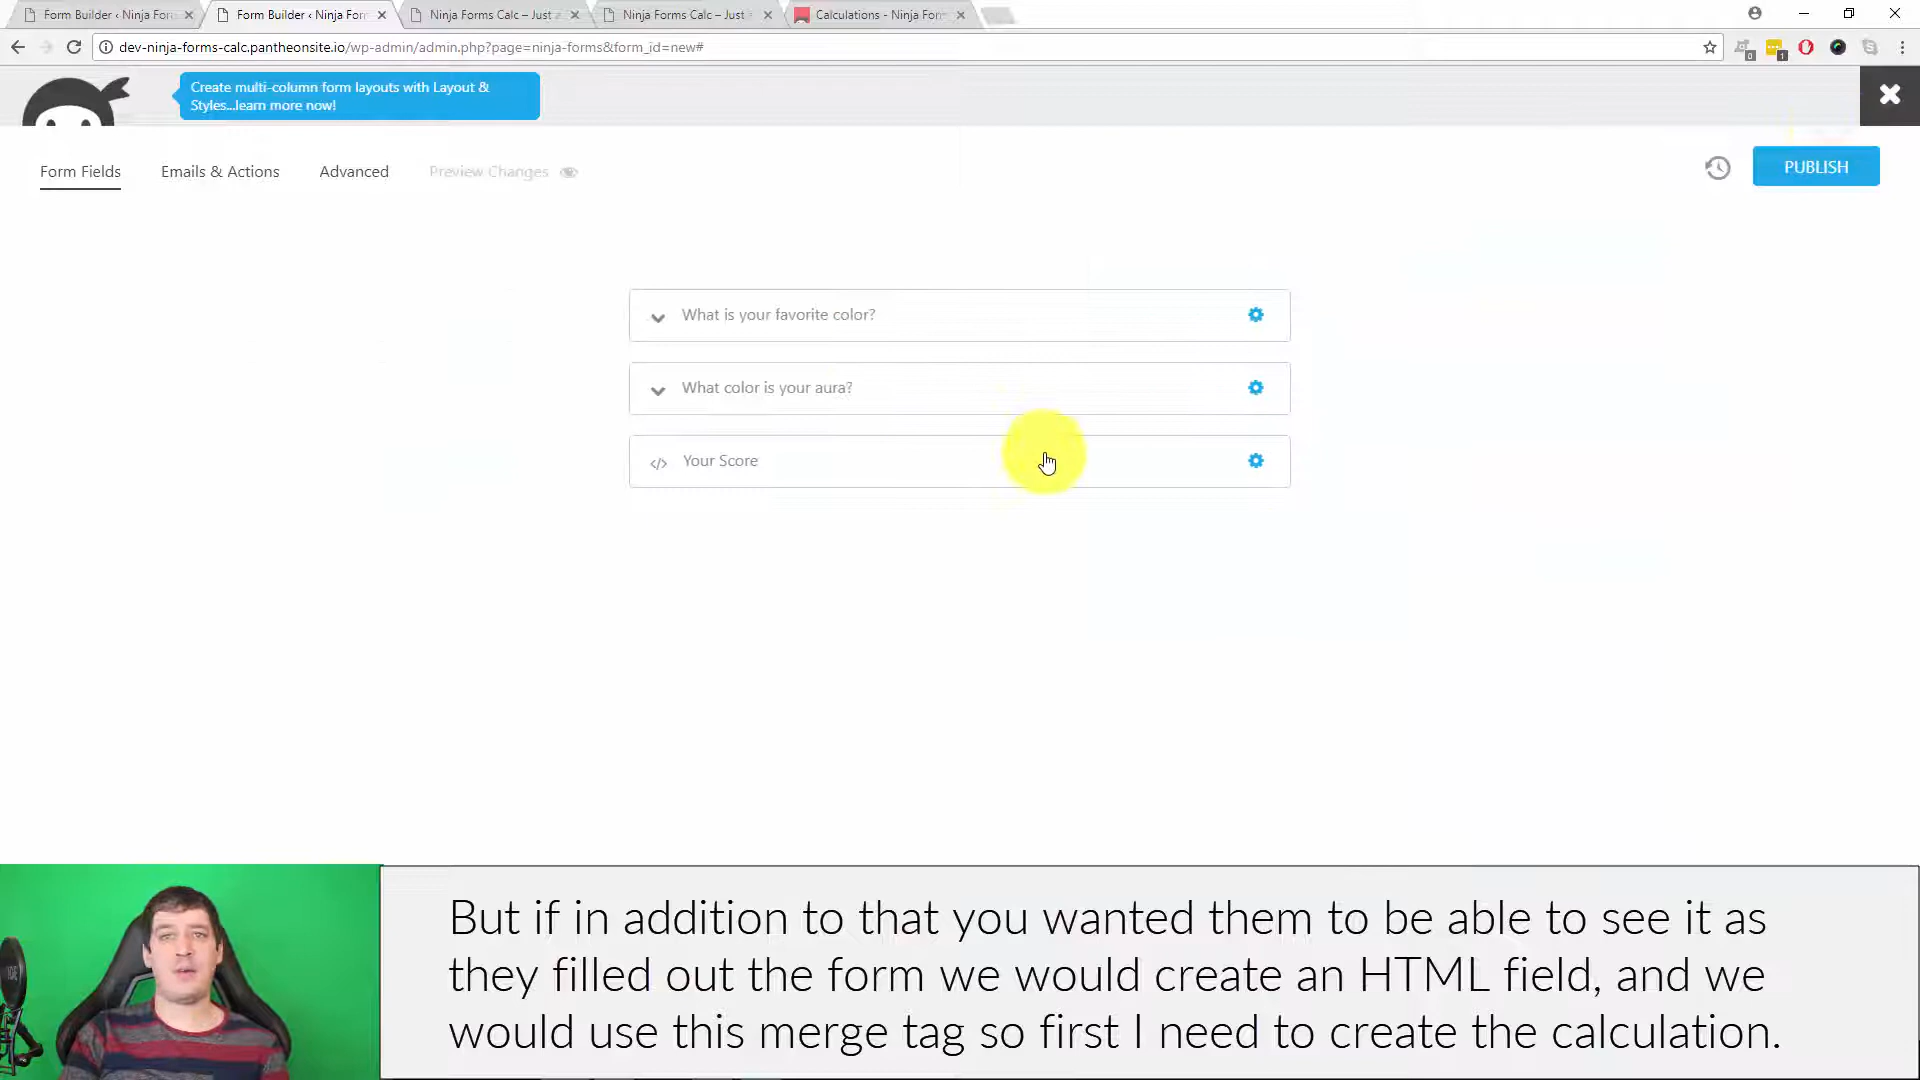 Form Builder ‹ Ninja For
Form Builder ‹ Ninja For
Ninja Forms Calc – Just
Ninja Forms Calc – Just
Calculations - Ninja For
dev-ninja-forms-calc.pantheonsite.io/wp-admin/admin.php?page=ninja-forms&form_id=new#
0
1
Create multi-column form layouts with Layout &
Styles...learn more now!
Form Fields
Emails & Actions
Advanced
Preview Changes
PUBLISH
What is your favorite color?
What color is your aura?
</> Your Score
But if in addition to that you wanted them to be able to see it as
they filled out the form we would create an HTML field, and we
would use this merge tag so first I need to create the calculation.